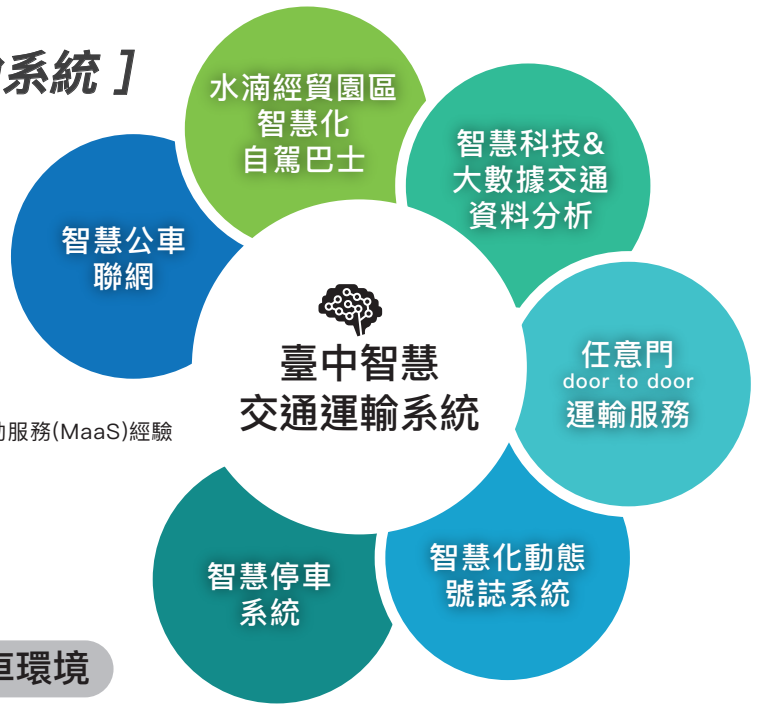 系統 ]
水湳經貿園區
智慧化
自駕巴士
智慧科技&
大數據交通
資料分析
智慧公車
聯網
臺中智慧
交通運輸系統
任意門
door to door
運輸服務
服務(MaaS)經驗
智慧化動態
號誌系統
智慧停車
系統
環境